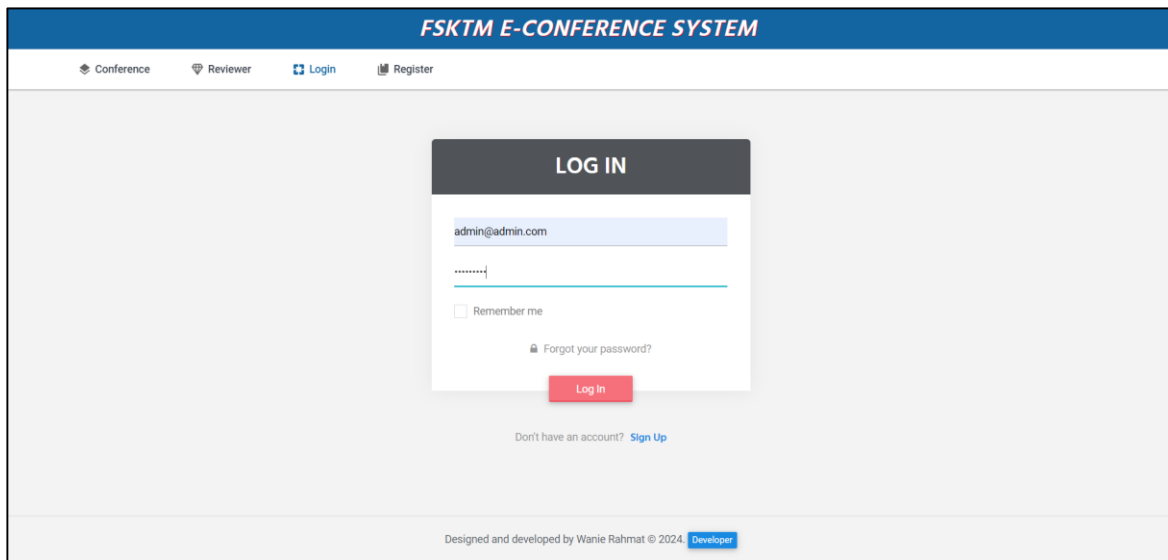 FSKTM E-CONFERENCE SYSTEM
Conference Reviewer Login Register
LOG IN
admin@admin.com
•••••••••
Remember me
Forgot your password?
Log In
Don't have an account? Sign Up
Designed and developed by Wanie Rahmat © 2024. Developer